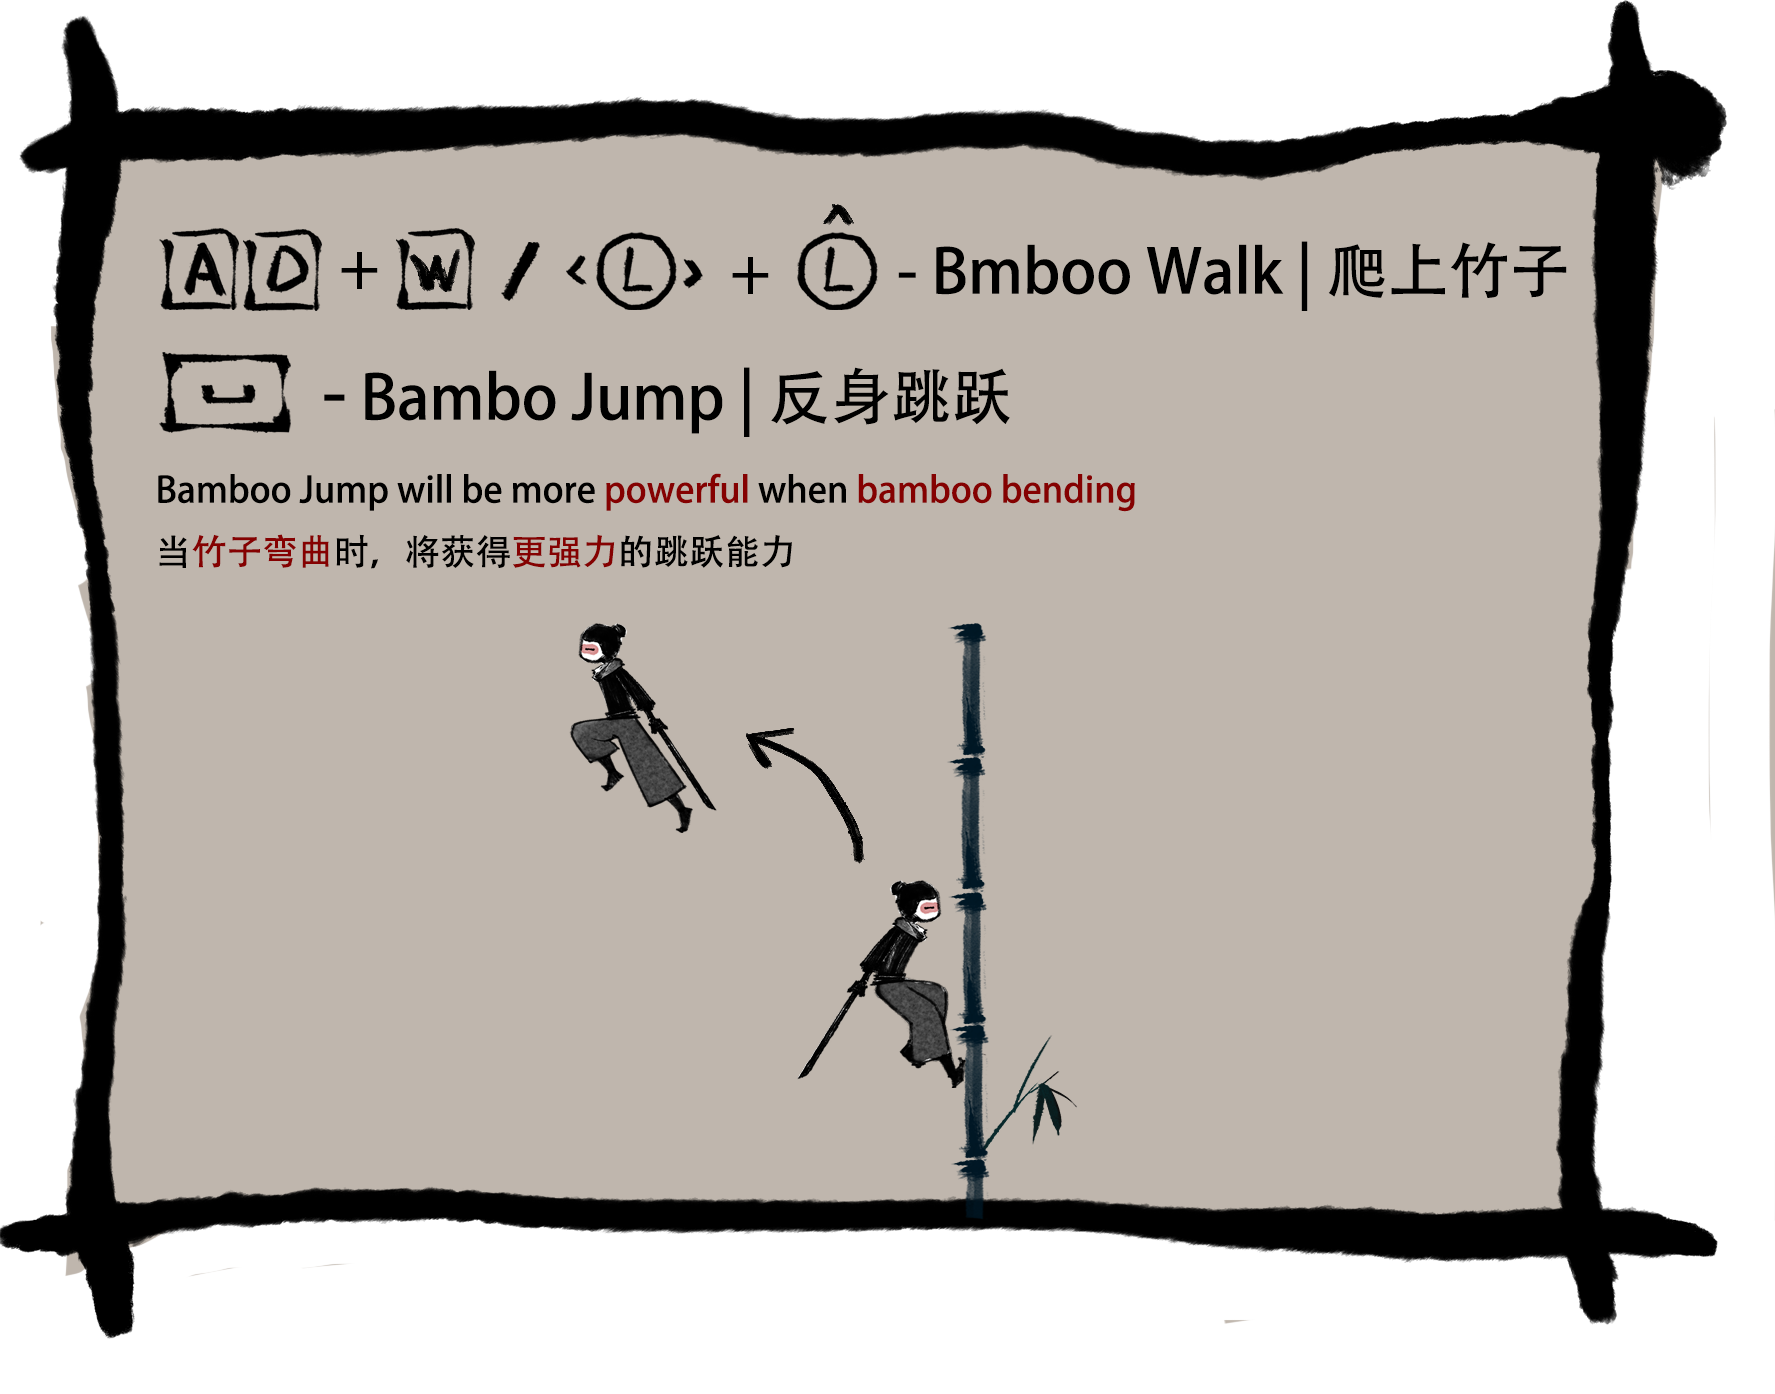 A D + W / <L> + ^L - Bmboo Walk | 爬上竹子
- Bambo Jump | 反身跳跃
Bamboo Jump will be more powerful when bamboo bending
当竹子弯曲时，将获得更强力的跳跃能力